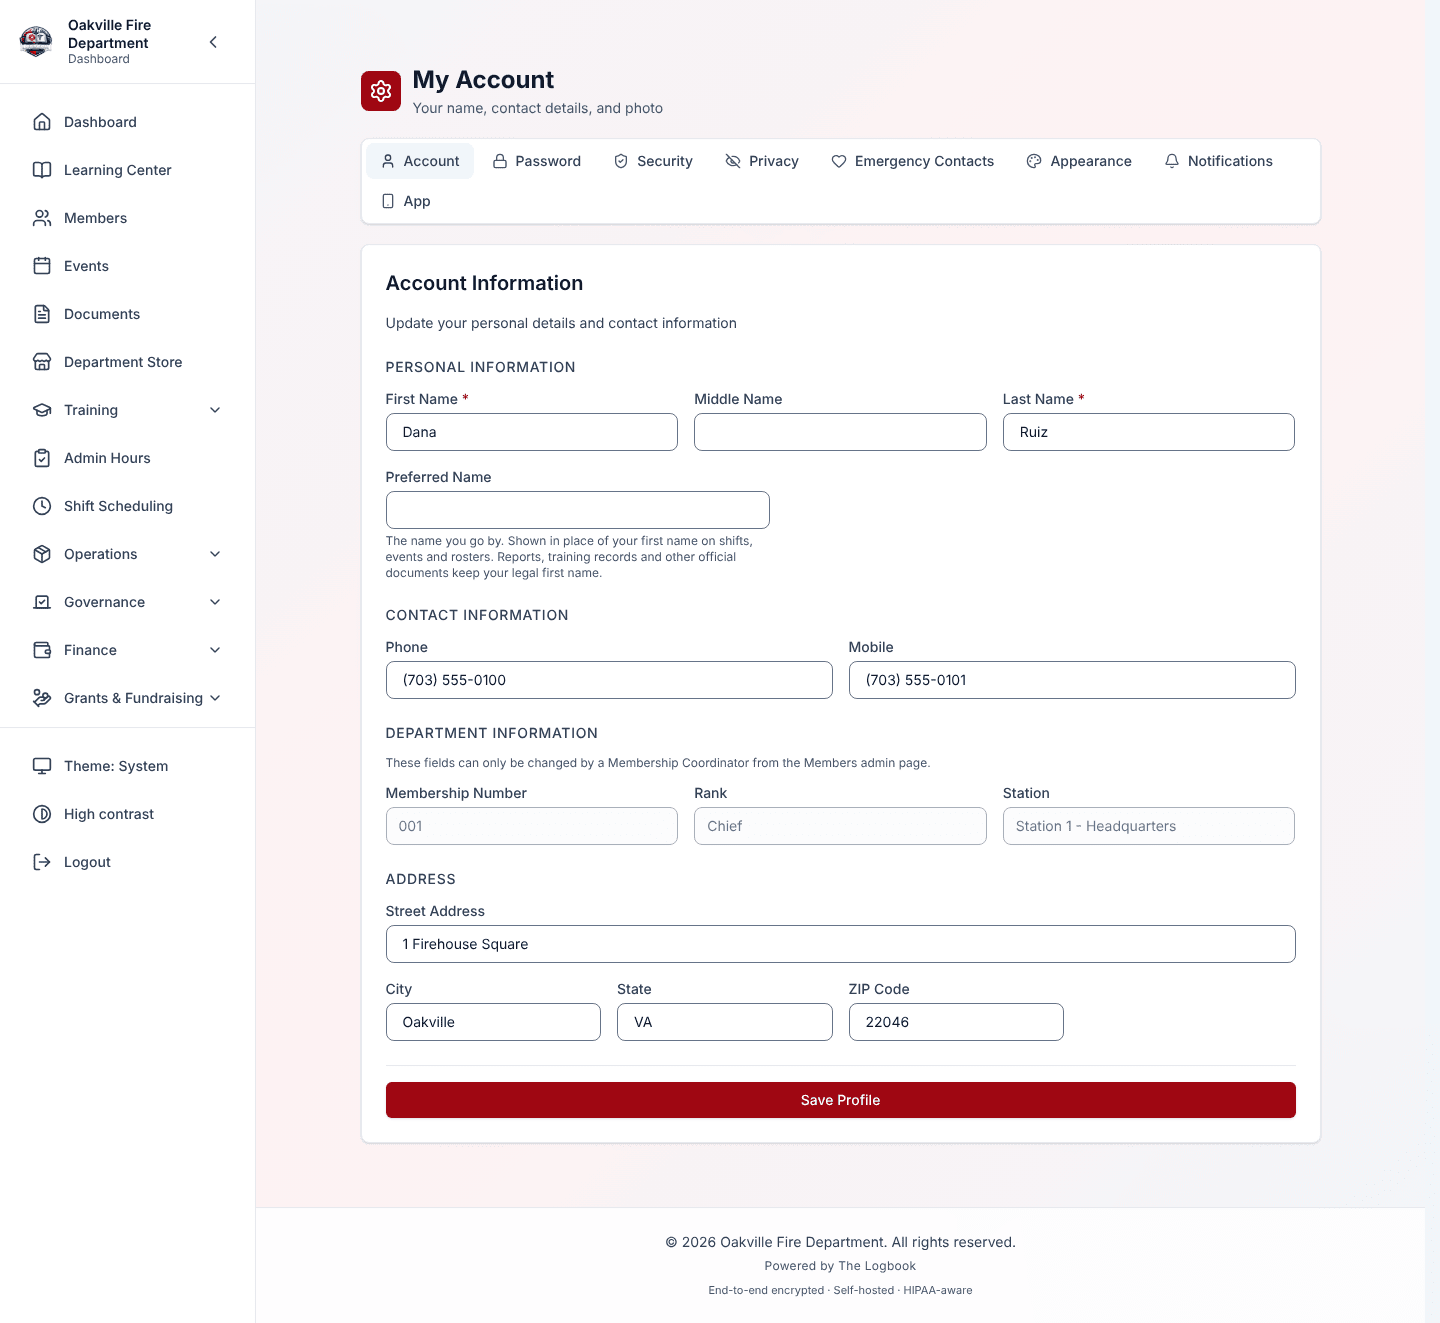 Oakville Fire
Department
Dashboard
Dashboard
Learning Center
Members
Events
Documents
Department Store
Training
Admin Hours
Shift Scheduling
Operations
Governance
Finance
Grants & Fundraising
Theme: System
High contrast
Logout
My Account
Your name, contact details, and photo
Account Password Security Privacy Emergency Contacts Appearance Notifications
App
Account Information
Update your personal details and contact information
PERSONAL INFORMATION
First Name * Middle Name Last Name *
Dana Ruiz
Preferred Name
The name you go by. Shown in place of your first name on shifts,
events and rosters. Reports, training records and other official
documents keep your legal first name.
CONTACT INFORMATION
Phone Mobile
(703) 555-0100 (703) 555-0101
DEPARTMENT INFORMATION
These fields can only be changed by a Membership Coordinator from the Members admin page.
Membership Number Rank Station
001 Chief Station 1 - Headquarters
ADDRESS
Street Address
1 Firehouse Square
City State ZIP Code
Oakville VA 22046
Save Profile
© 2026 Oakville Fire Department. All rights reserved.
Powered by The Logbook
End-to-end encrypted · Self-hosted · HIPAA-aware